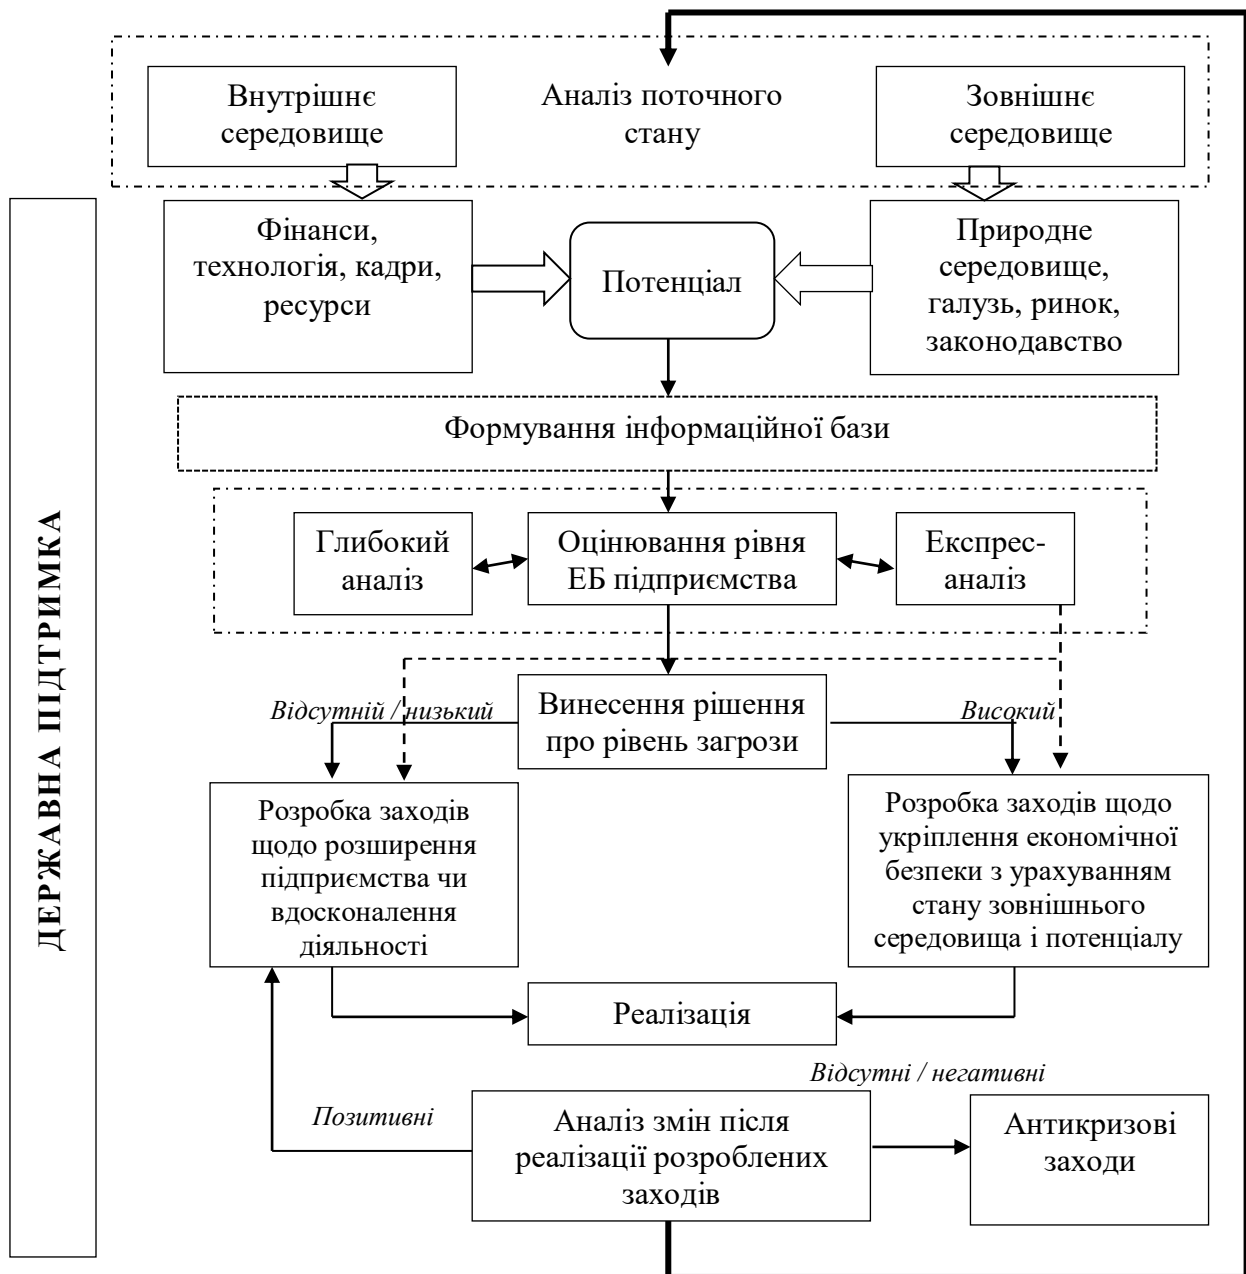 Внутрішнє
середовище
Аналіз поточного
стану
Зовнішнє
середовище
ДЕРЖАВНА ПІДТРИМКА
Фінанси,
технологія, кадри,
ресурси
Потенціал
Природне
середовище,
галузь, ринок,
законодавство
Формування інформаційної бази
Глибокий
аналіз
Оцінювання рівня
ЕБ підприємства
Експрес-
аналіз
Відсутній / низький
Винесення рішення
про рівень загрози
Високий
Розробка заходів
щодо розширення
підприємства чи
вдосконалення
діяльності
Розробка заходів щодо
укріплення економічної
безпеки з урахуванням
стану зовнішнього
середовища і потенціалу
Реалізація
Відсутні / негативні
Позитивні
Аналіз змін після
реалізації розроблених
заходів
Антикризові
заходи